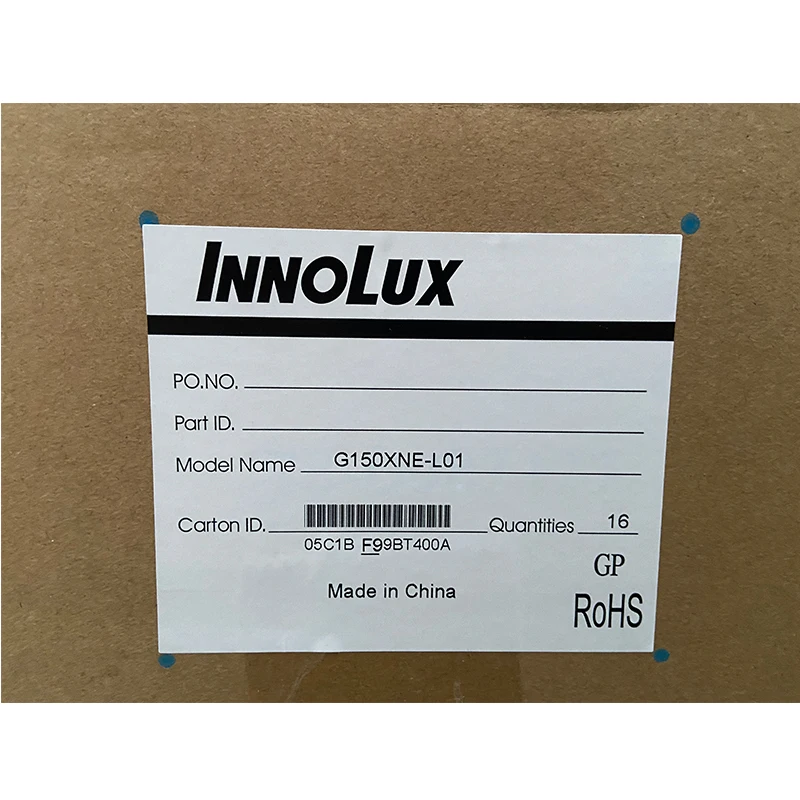 INNOLUX
PO.NO.
Part ID.
Model Name G150XNE-L01
Carton ID. Quantities 16
05C1B F99BT400A
GP
Made in China
RoHS